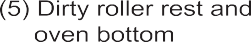 (5) Dirty roller rest and
oven bottom